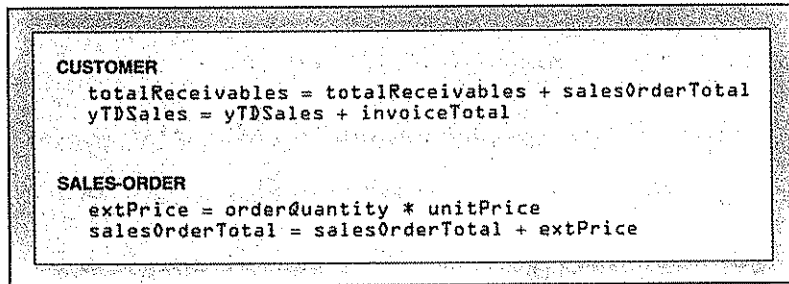 CUSTOMER
totalReceivables = totalReceivables + salesOrderTotal
yTDSales = yTDSales + invoiceTotal
SALES-ORDER
extPrice = orderQuantity * unitPrice
salesOrderTotal = salesOrderTotal + extPrice